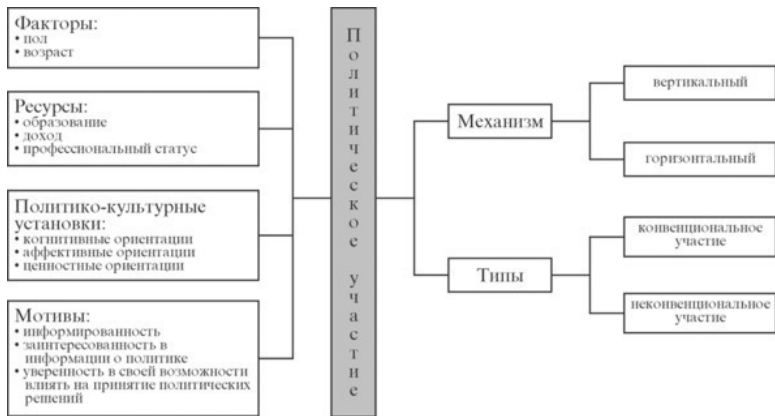 Факторы:
• пол
• возраст
Ресурсы:
• образование
• доход
• профессиональный статус
Политико-культурные
установки:
• когнитивные ориентации
• аффективные ориентации
• ценностные ориентации
Мотивы:
• информированность
• заинтересованность в
информации о политике
• уверенность в своей возможности
влиять на принятие политических
решений
Политическое участие
Механизм
вертикальный
горизонтальный
Типы
конвенциональное
участие
неконвенциональное
участие